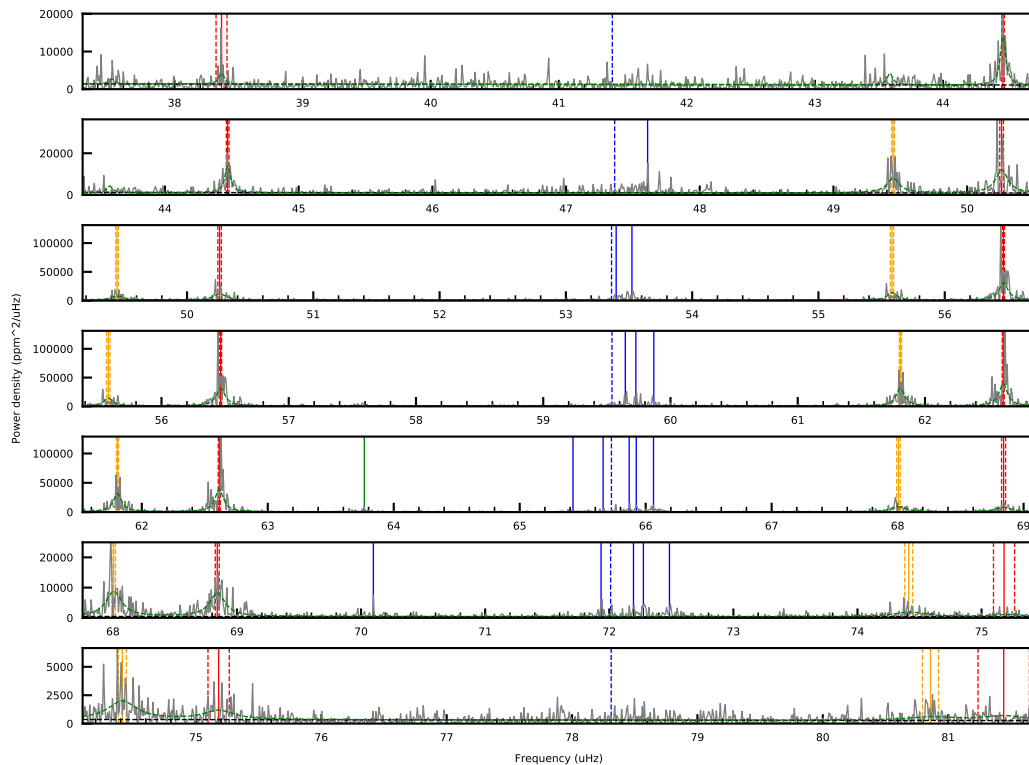 20000
10000
0
38 39 40 41 42 43 44
20000
0
44 45 46 47 48 49 50
100000
50000
0
50 51 52 53 54 55 56
100000
50000
0
56 57 58 59 60 61 62
100000
50000
0
62 63 64 65 66 67 68 69
20000
10000
0
68 69 70 71 72 73 74 75
5000
2500
0
75 76 77 78 79 80 81
Power density (ppm^2/uHz)
Frequency (uHz)